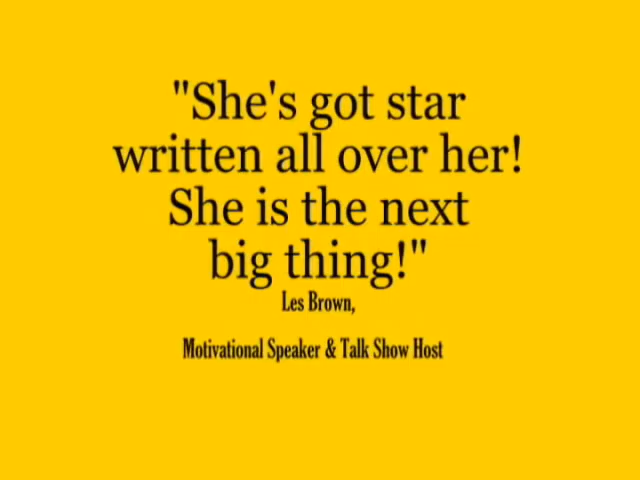 "She's got star
written all over her!
She is the next
big thing!"
Les Brown,
Motivational Speaker & Talk Show Host